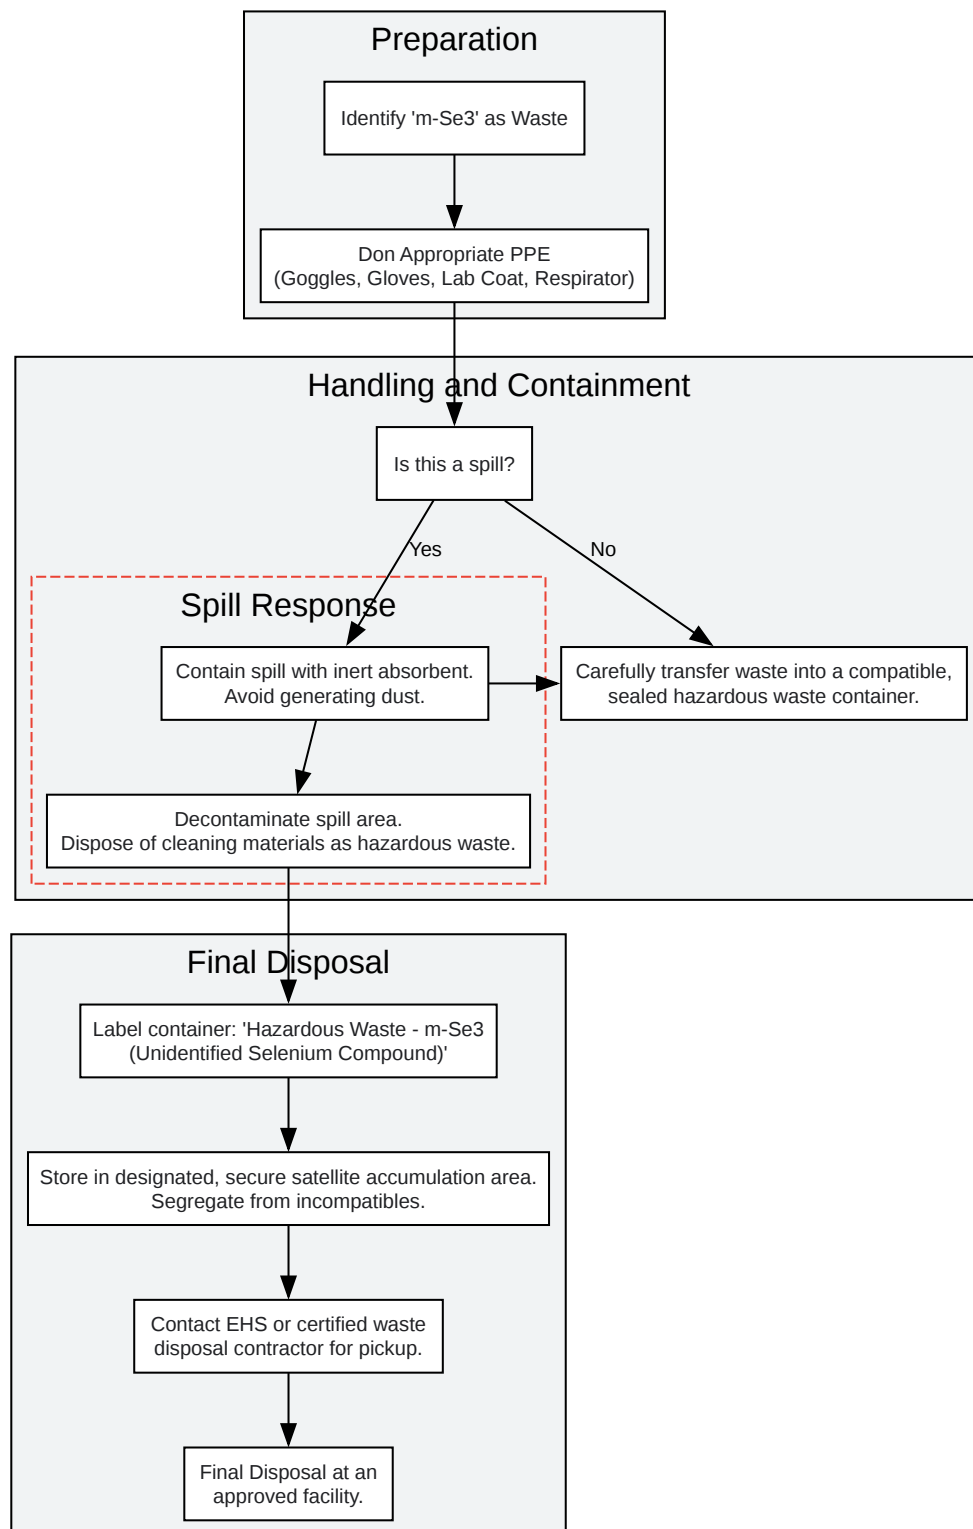 Preparation
Identify 'm-Se3' as Waste
Don Appropriate PPE
(Goggles, Gloves, Lab Coat, Respirator)
Handling and Containment
Is this a spill?
Yes
No
Spill Response
Contain spill with inert absorbent.
Avoid generating dust.
Carefully transfer waste into a compatible,
sealed hazardous waste container.
Decontaminate spill area.
Dispose of cleaning materials as hazardous waste.
Final Disposal
Label container: 'Hazardous Waste - m-Se3
(Unidentified Selenium Compound)'
Store in designated, secure satellite accumulation area.
Segregate from incompatibles.
Contact EHS or certified waste
disposal contractor for pickup.
Final Disposal at an
approved facility.